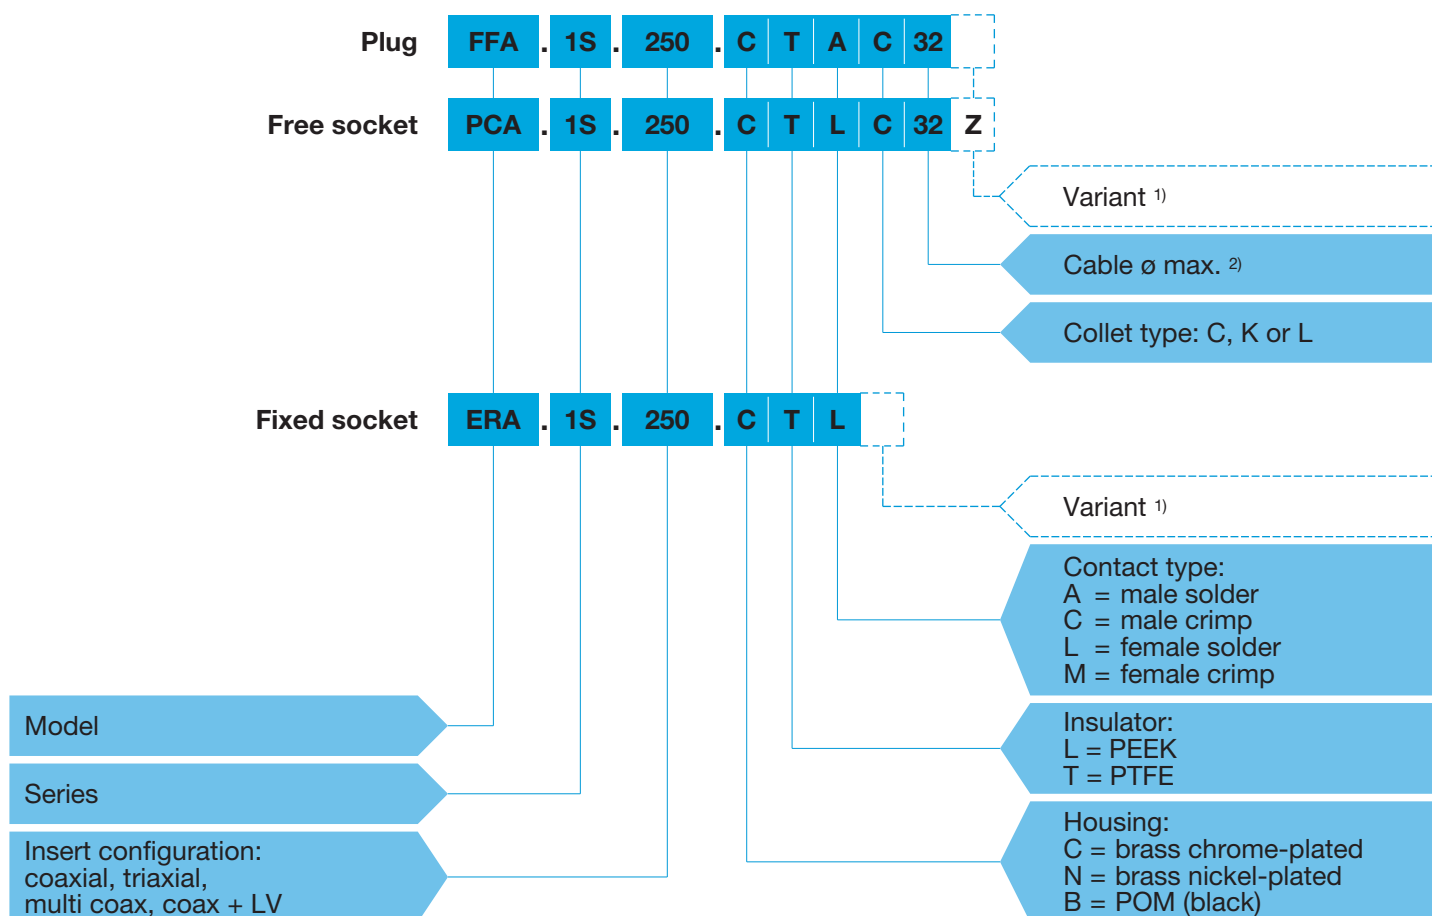 Plug FFA . 1S . 250 . C T A C 32
Free socket PCA . 1S . 250 . C T L C 32 Z
Variant 1)
Cable ø max. 2)
Collet type: C, K or L
Fixed socket ERA . 1S . 250 . C T L
Variant 1)
Contact type:
A = male solder
C = male crimp
L = female solder
M = female crimp
Model
Insulator:
L = PEEK
T = PTFE
Series
Housing:
C = brass chrome-plated
N = brass nickel-plated
B = POM (black)
Insert configuration:
coaxial, triaxial,
multi coax, coax + LV